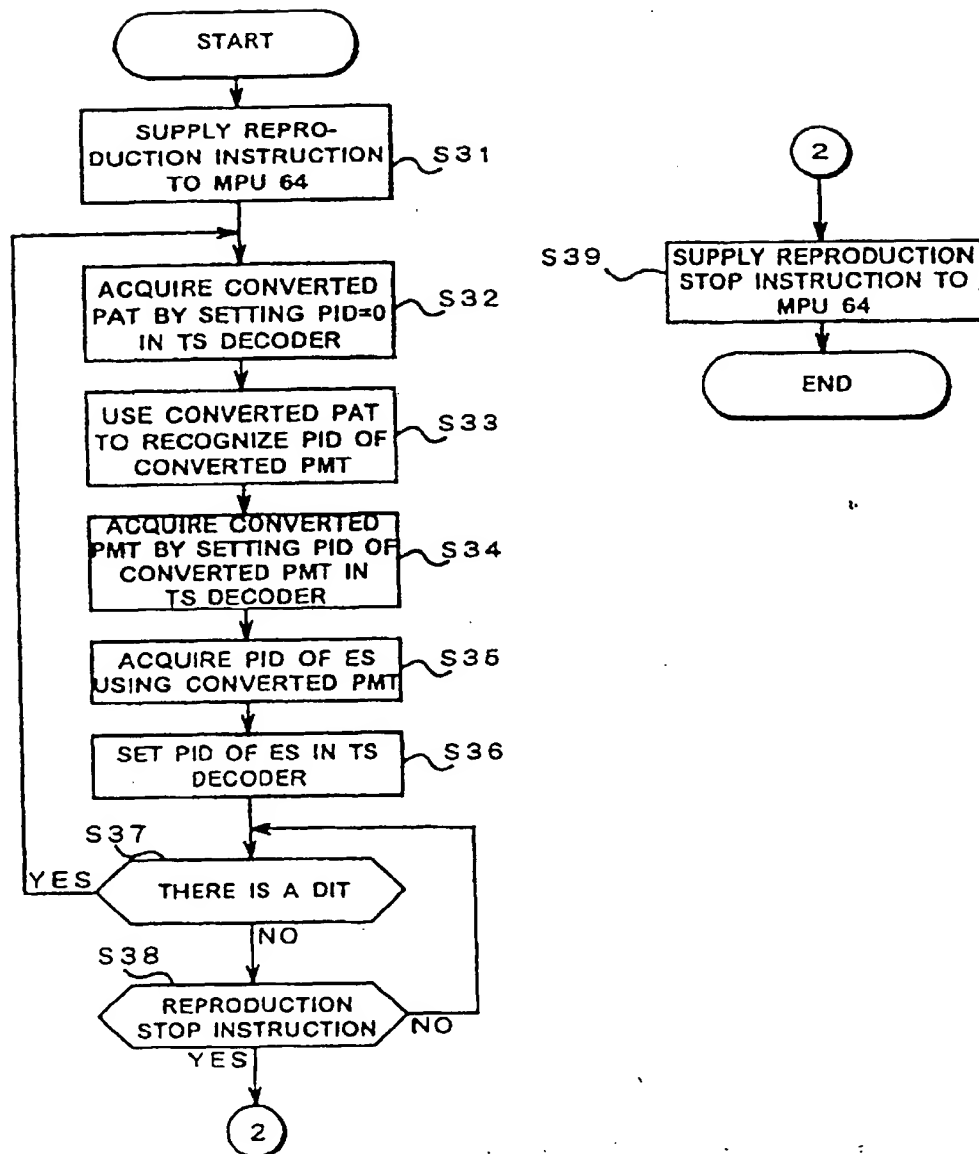 START
SUPPLY REPRO-
DUCTION INSTRUCTION
TO MPU 64
S31
ACQUIRE CONVERTED
PAT BY SETTING PID=0
IN TS DECODER
S32
USE CONVERTED PAT
TO RECOGNIZE PID OF
CONVERTED PMT
S33
ACQUIRE CONVERTED
PMT BY SETTING PID OF
CONVERTED PMT IN
TS DECODER
S34
ACQUIRE PID OF ES
USING CONVERTED PMT
S35
SET PID OF ES IN TS
DECODER
S36
S37
THERE IS A DIT
YES
NO
S38
REPRODUCTION
STOP INSTRUCTION
NO
YES
2
2
S39
SUPPLY REPRODUCTION
STOP INSTRUCTION TO
MPU 64
END